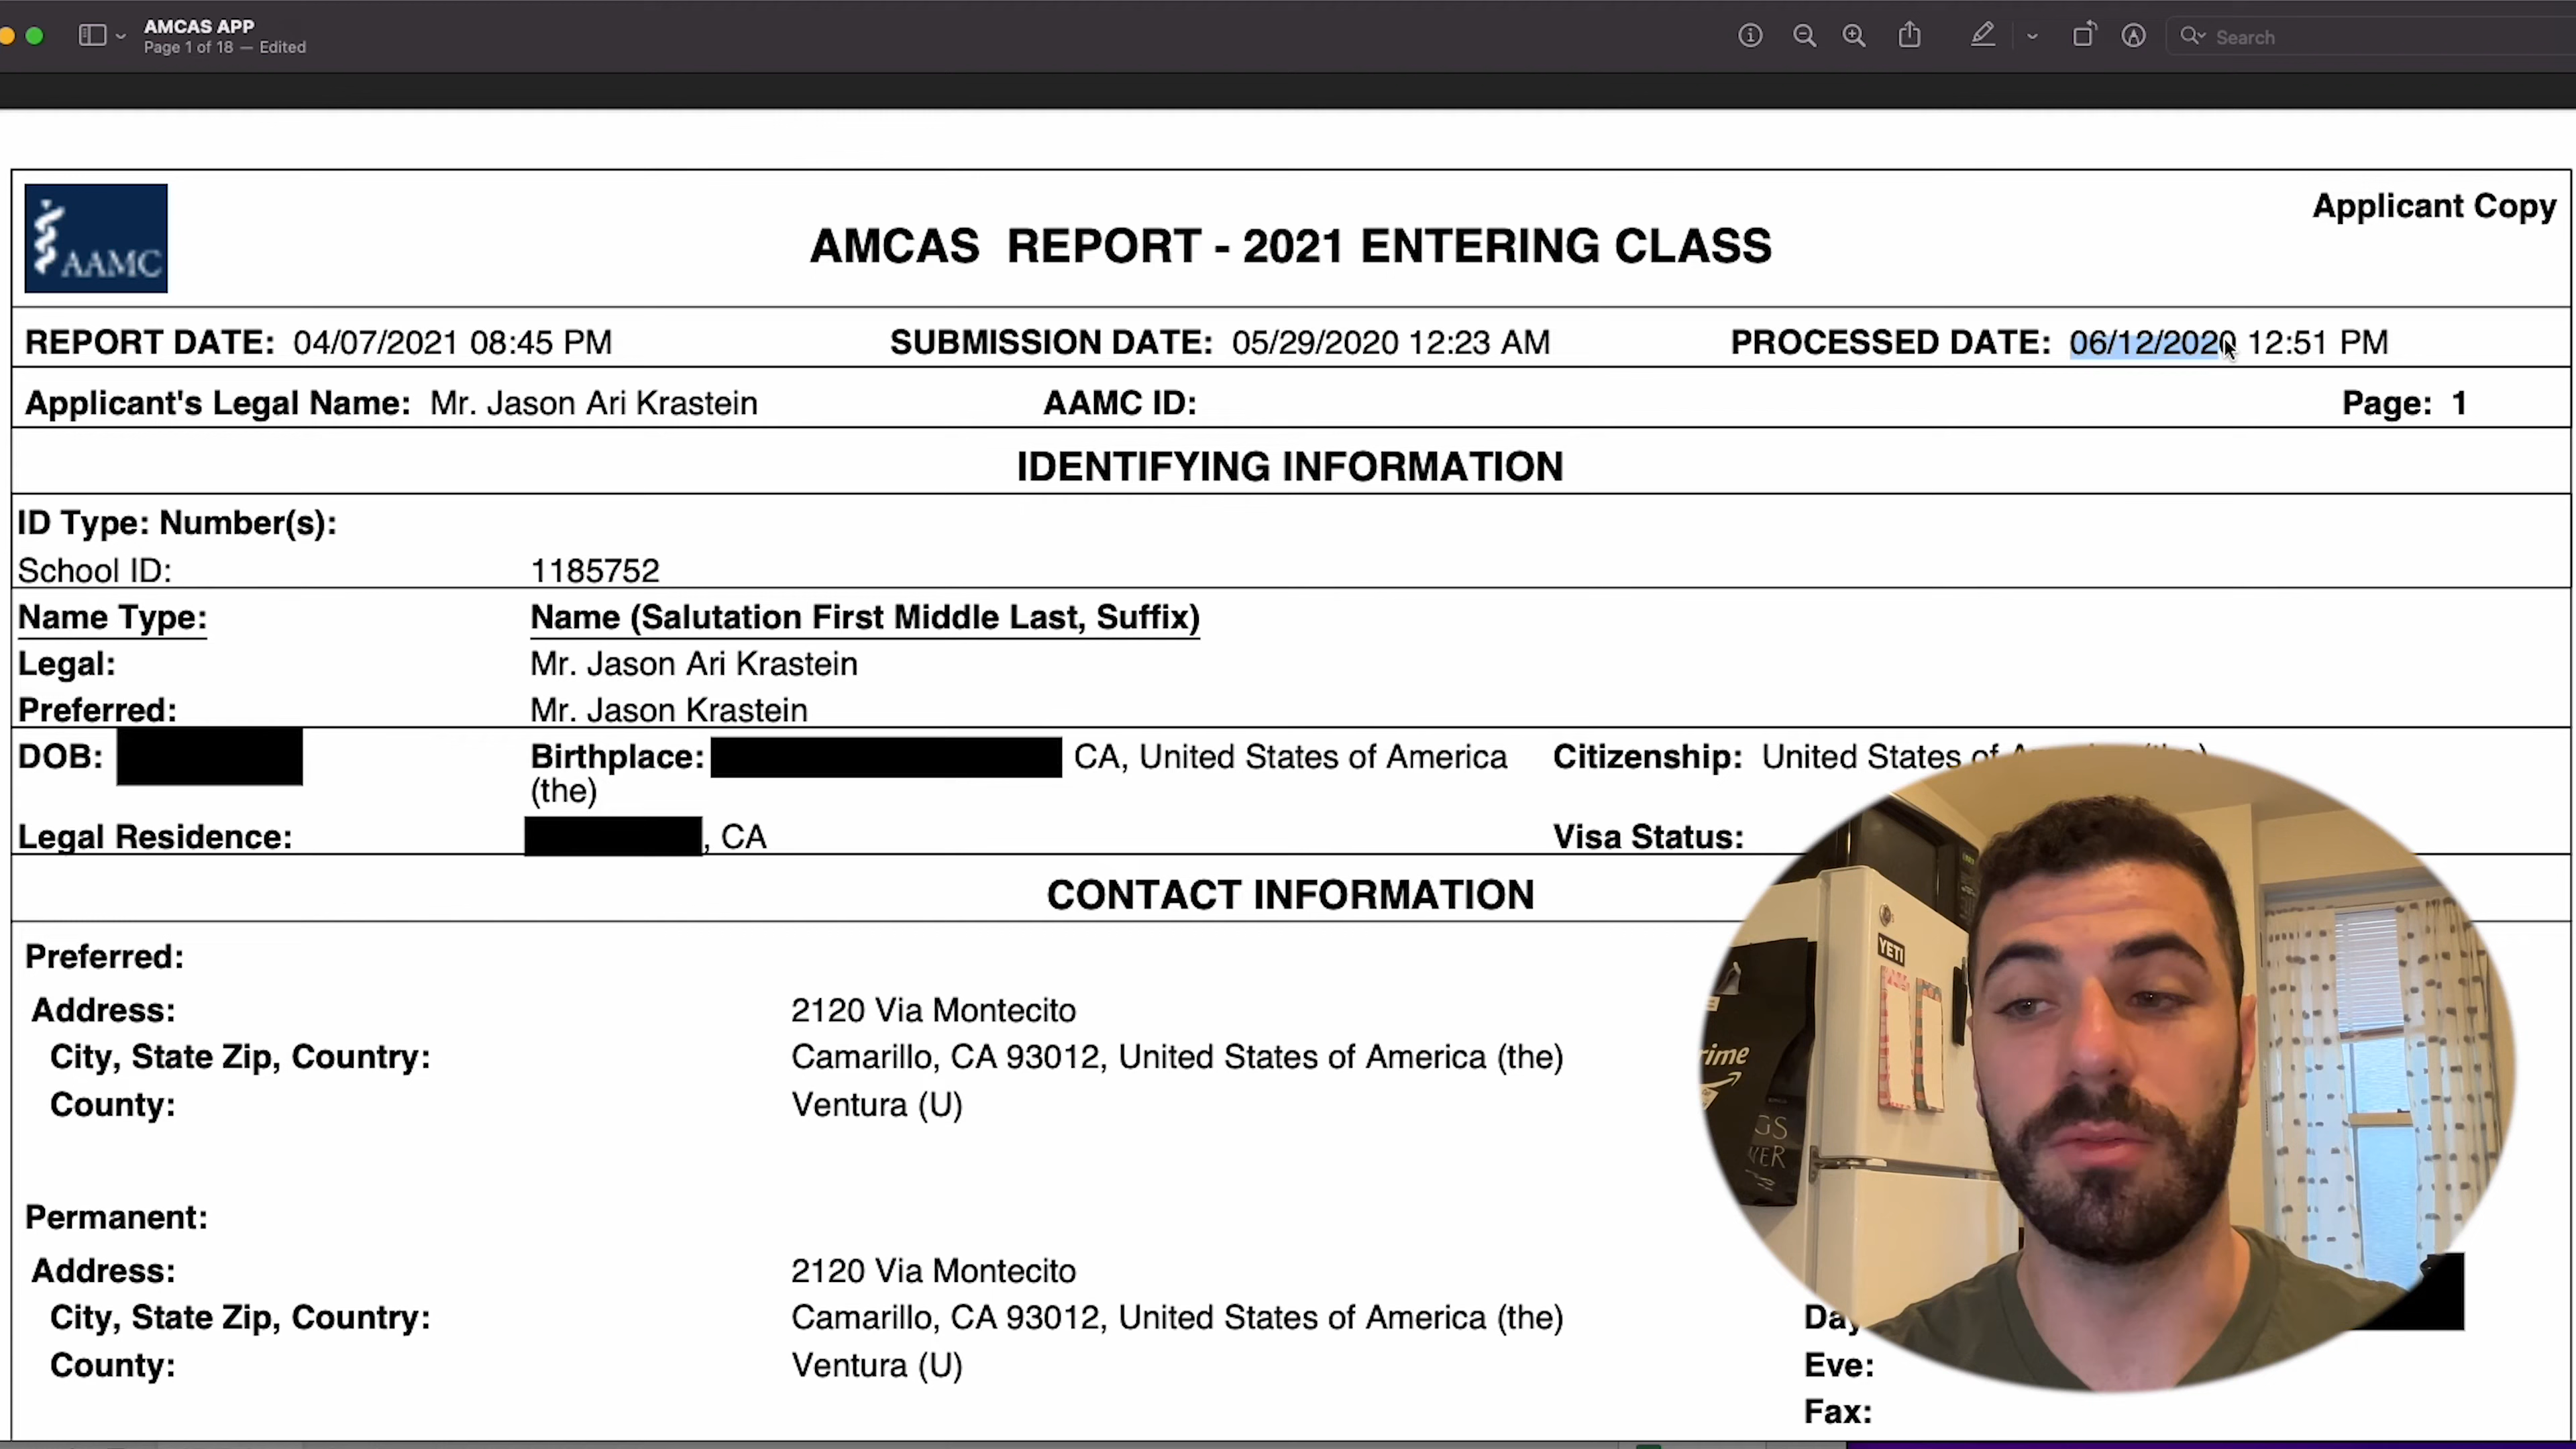 AMCAS APP
Page 1 of 18 — Edited
Search
AAMC
Applicant Copy
AMCAS REPORT - 2021 ENTERING CLASS
REPORT DATE: 04/07/2021 08:45 PM SUBMISSION DATE: 05/29/2020 12:23 AM PROCESSED DATE: 06/12/2020 12:51 PM
Applicant's Legal Name: Mr. Jason Ari Krastein AAMC ID: Page: 1
IDENTIFYING INFORMATION
ID Type: Number(s):
School ID: 1185752
Name Type: Name (Salutation First Middle Last, Suffix)
Legal: Mr. Jason Ari Krastein
Preferred: Mr. Jason Krastein
DOB: Birthplace: CA, United States of America Citizenship: United States of
(the)
Legal Residence: , CA Visa Status:
CONTACT INFORMATION
Preferred:
Address: 2120 Via Montecito
City, State Zip, Country: Camarillo, CA 93012, United States of America (the)
County: Ventura (U)
Permanent:
Address: 2120 Via Montecito
City, State Zip, Country: Camarillo, CA 93012, United States of America (the)
County: Ventura (U)
Day
Eve:
Fax:
YETI
rime
GS